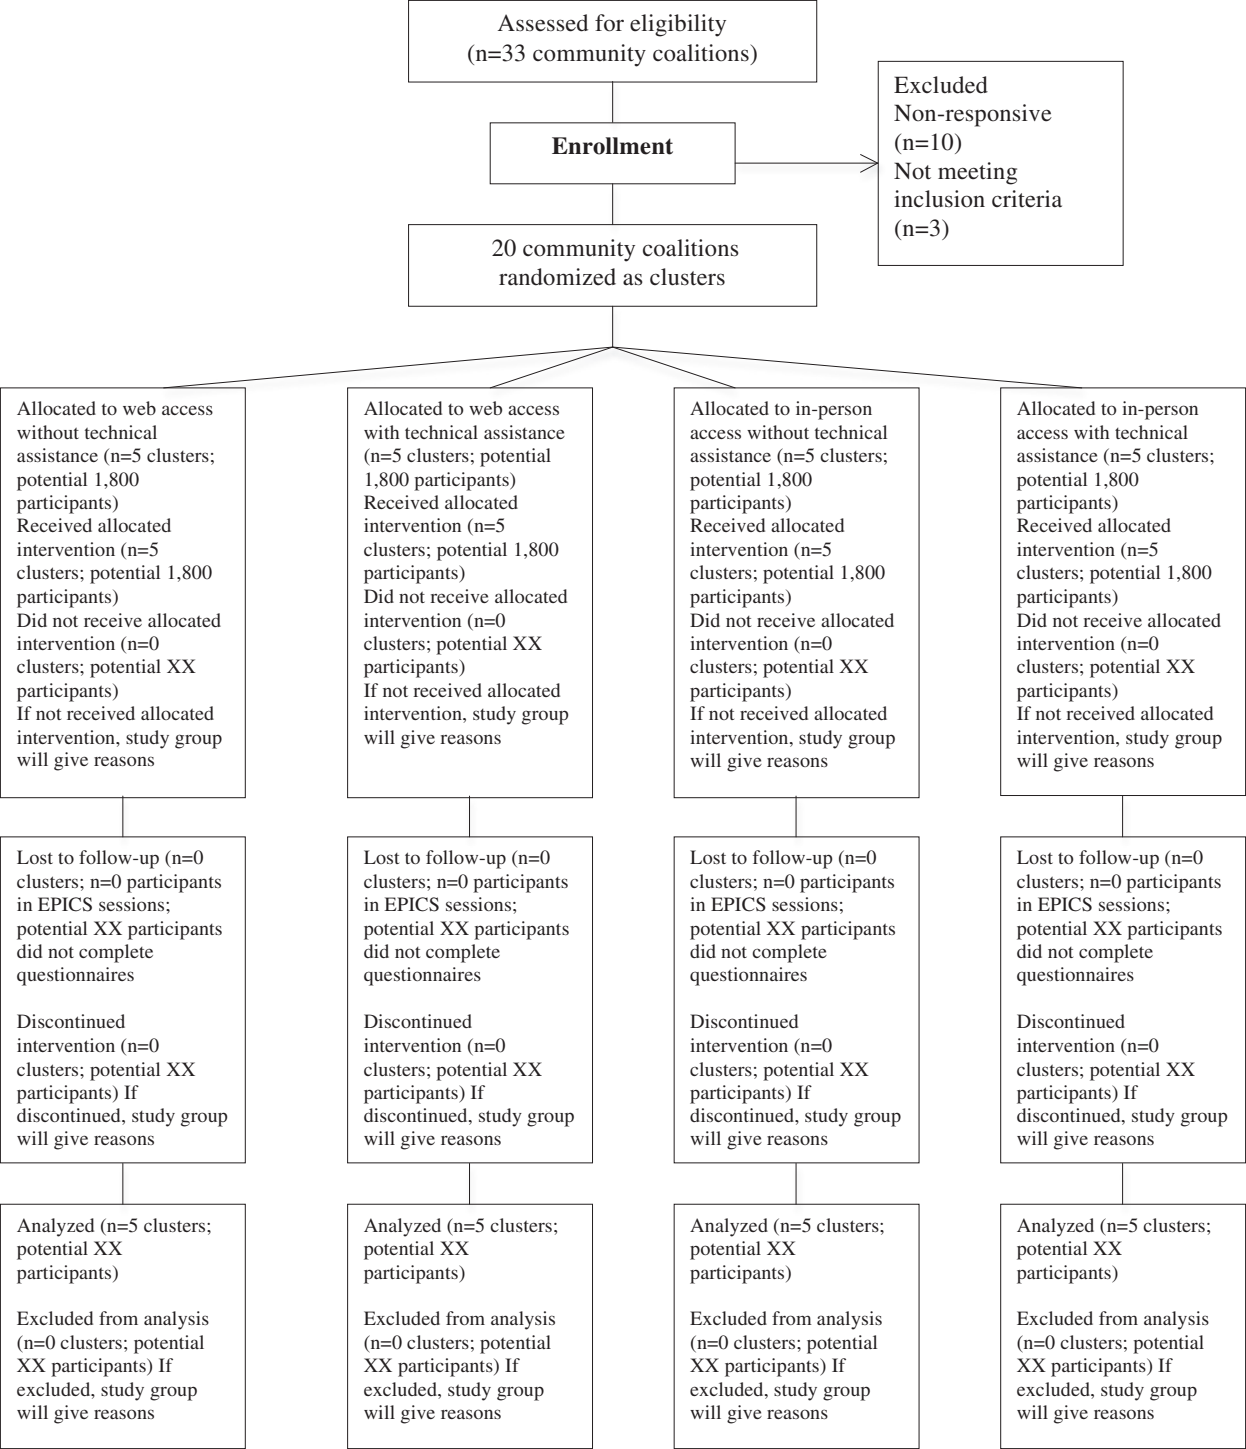 Assessed for eligibility
(n=33 community coalitions)
Excluded
Non-responsive
(n=10)
Not meeting
inclusion criteria
(n=3)
Enrollment
20 community coalitions
randomized as clusters
Allocated to web access
without technical
assistance (n=5 clusters;
potential 1,800
participants)
Received allocated
intervention (n=5
clusters; potential 1,800
participants)
Did not receive allocated
intervention (n=0
clusters; potential XX
participants)
If not received allocated
intervention, study group
will give reasons
Allocated to web access
with technical assistance
(n=5 clusters; potential
1,800 participants)
Received allocated
intervention (n=5
clusters; potential 1,800
participants)
Did not receive allocated
intervention (n=0
clusters; potential XX
participants)
If not received allocated
intervention, study group
will give reasons
Allocated to in-person
access without technical
assistance (n=5 clusters;
potential 1,800
participants)
Received allocated
intervention (n=5
clusters; potential 1,800
participants)
Did not receive allocated
intervention (n=0
clusters; potential XX
participants)
If not received allocated
intervention, study group
will give reasons
Allocated to in-person
access with technical
assistance (n=5 clusters;
potential 1,800
participants)
Received allocated
intervention (n=5
clusters; potential 1,800
participants)
Did not receive allocated
intervention (n=0
clusters; potential XX
participants)
If not received allocated
intervention, study group
will give reasons
Lost to follow-up (n=0
clusters; n=0 participants
in EPICS sessions;
potential XX participants
did not complete
questionnaires
Discontinued
intervention (n=0
clusters; potential XX
participants) If
discontinued, study group
will give reasons
Lost to follow-up (n=0
clusters; n=0 participants
in EPICS sessions;
potential XX participants
did not complete
questionnaires
Discontinued
intervention (n=0
clusters; potential XX
participants) If
discontinued, study group
will give reasons
Lost to follow-up (n=0
clusters; n=0 participants
in EPICS sessions;
potential XX participants
did not complete
questionnaires
Discontinued
intervention (n=0
clusters; potential XX
participants) If
discontinued, study group
will give reasons
Lost to follow-up (n=0
clusters; n=0 participants
in EPICS sessions;
potential XX participants
did not complete
questionnaires
Discontinued
intervention (n=0
clusters; potential XX
participants) If
discontinued, study group
will give reasons
Analyzed (n=5 clusters;
potential XX
participants)
Excluded from analysis
(n=0 clusters; potential
XX participants) If
excluded, study group
will give reasons
Analyzed (n=5 clusters;
potential XX
participants)
Excluded from analysis
(n=0 clusters; potential
XX participants) If
excluded, study group
will give reasons
Analyzed (n=5 clusters;
potential XX
participants)
Excluded from analysis
(n=0 clusters; potential
XX participants) If
excluded, study group
will give reasons
Analyzed (n=5 clusters;
potential XX
participants)
Excluded from analysis
(n=0 clusters; potential
XX participants) If
excluded, study group
will give reasons